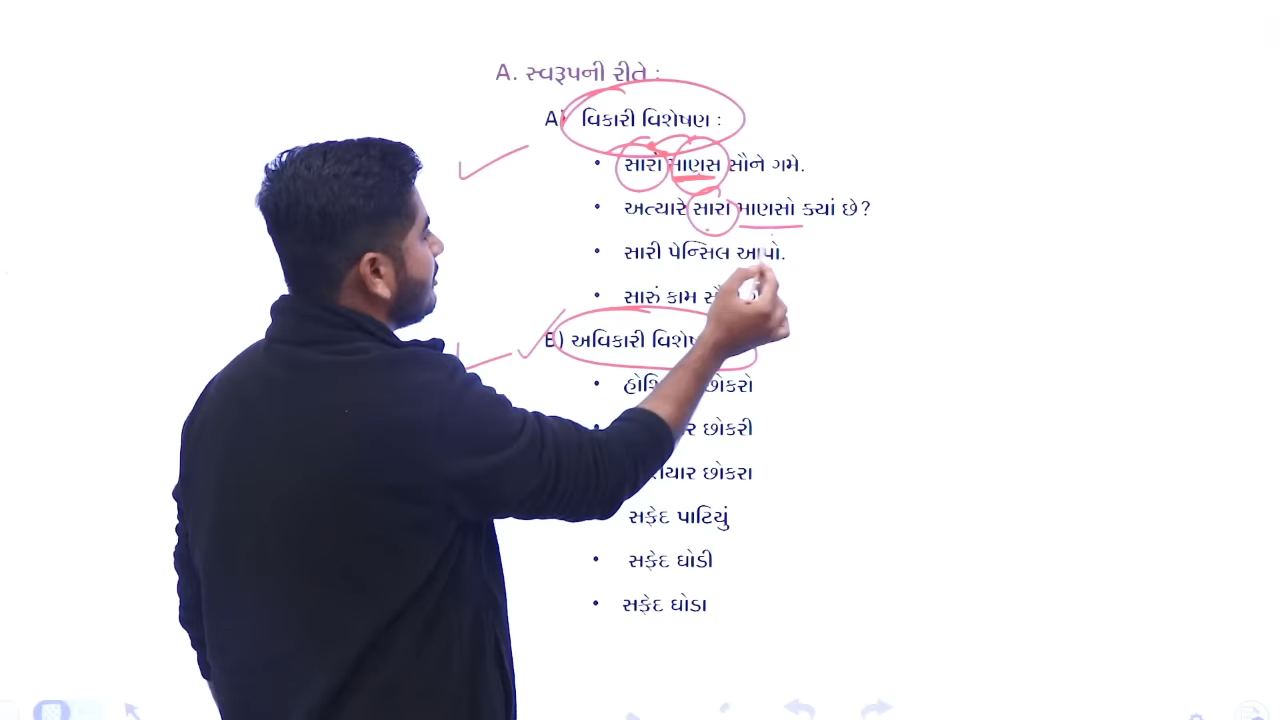 A. સ્વરૂપની રીતે :
A) વિકારી વિશેષણ :
• સારો માણસ સૌને ગમે.
• અત્યારે સારા માણસો ક્યાં છે?
• સારી પેન્સિલ આપો.
• સારું કામ
B) અવિકારી
• છોકરો
• છોકરી
છોકરા
સફેદ પાટિયું
• સફેદ ઘોડી
• સફેદ ઘોડા